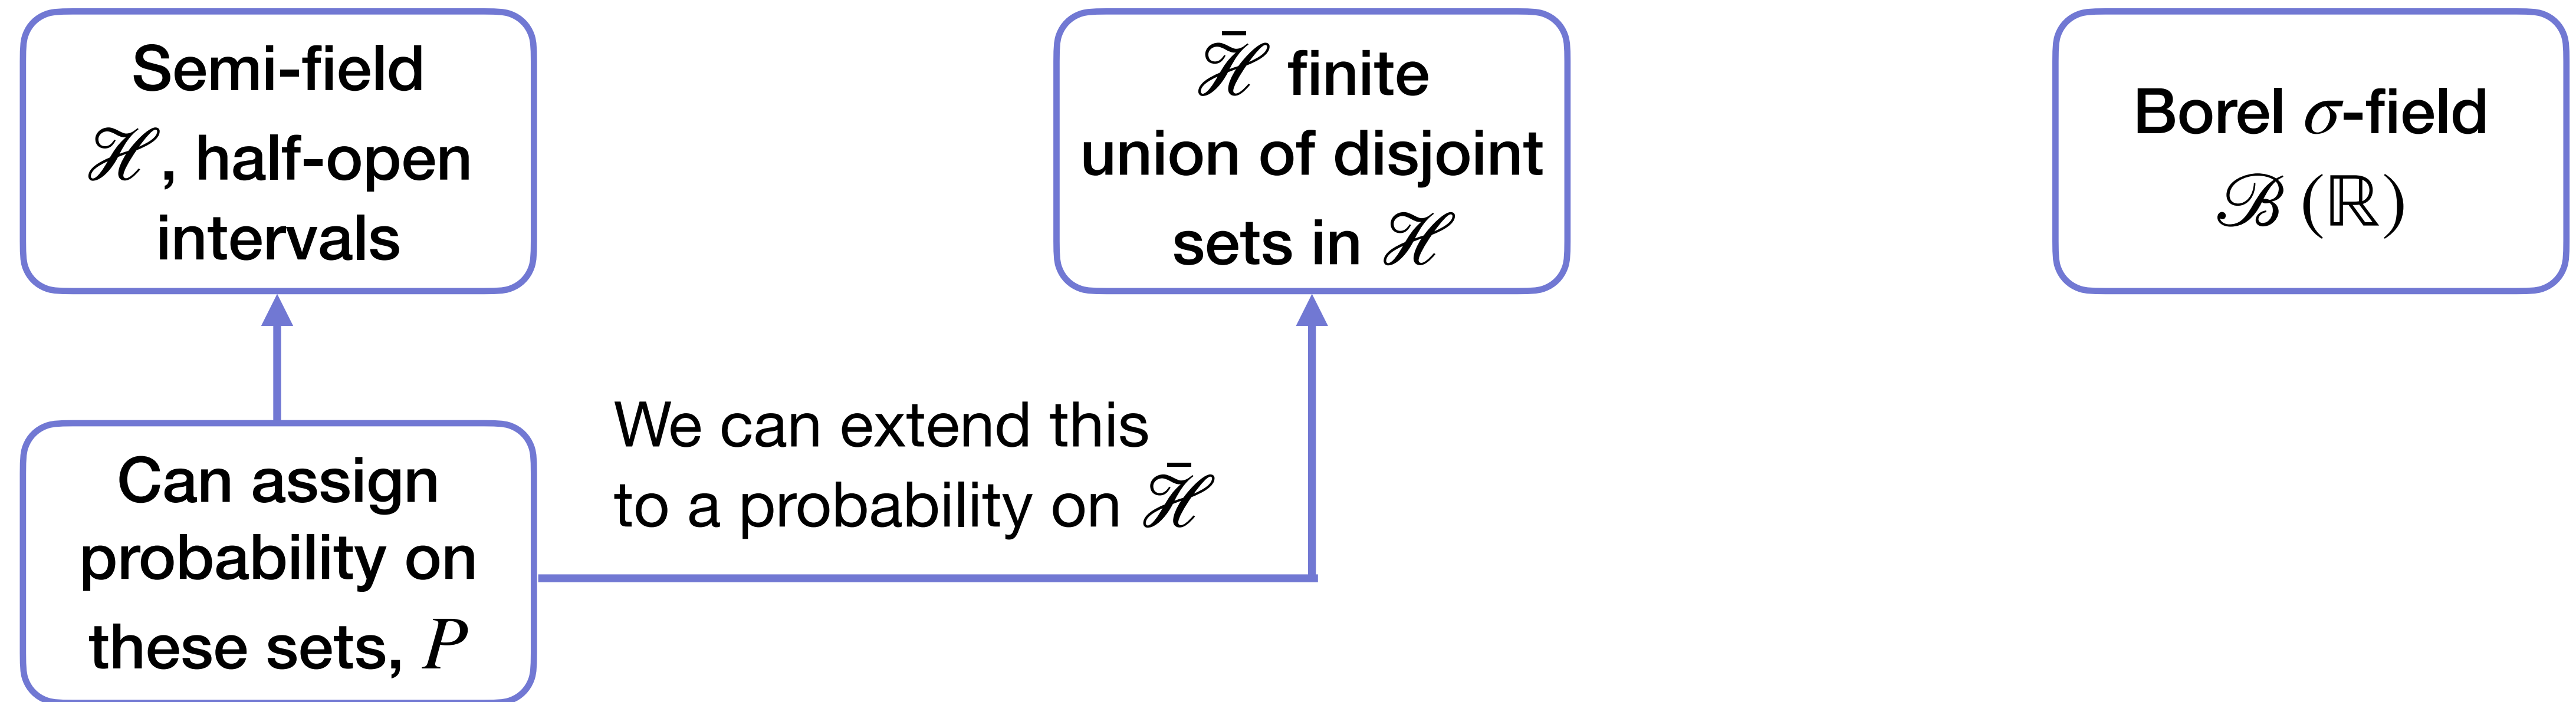 Semi-field
ℋ, half-open
intervals
ℋ̄ finite
union of disjoint
sets in ℋ
Borel σ-field
ℬ(ℝ)
Can assign
probability on
these sets, P
We can extend this
to a probability on ℋ̄